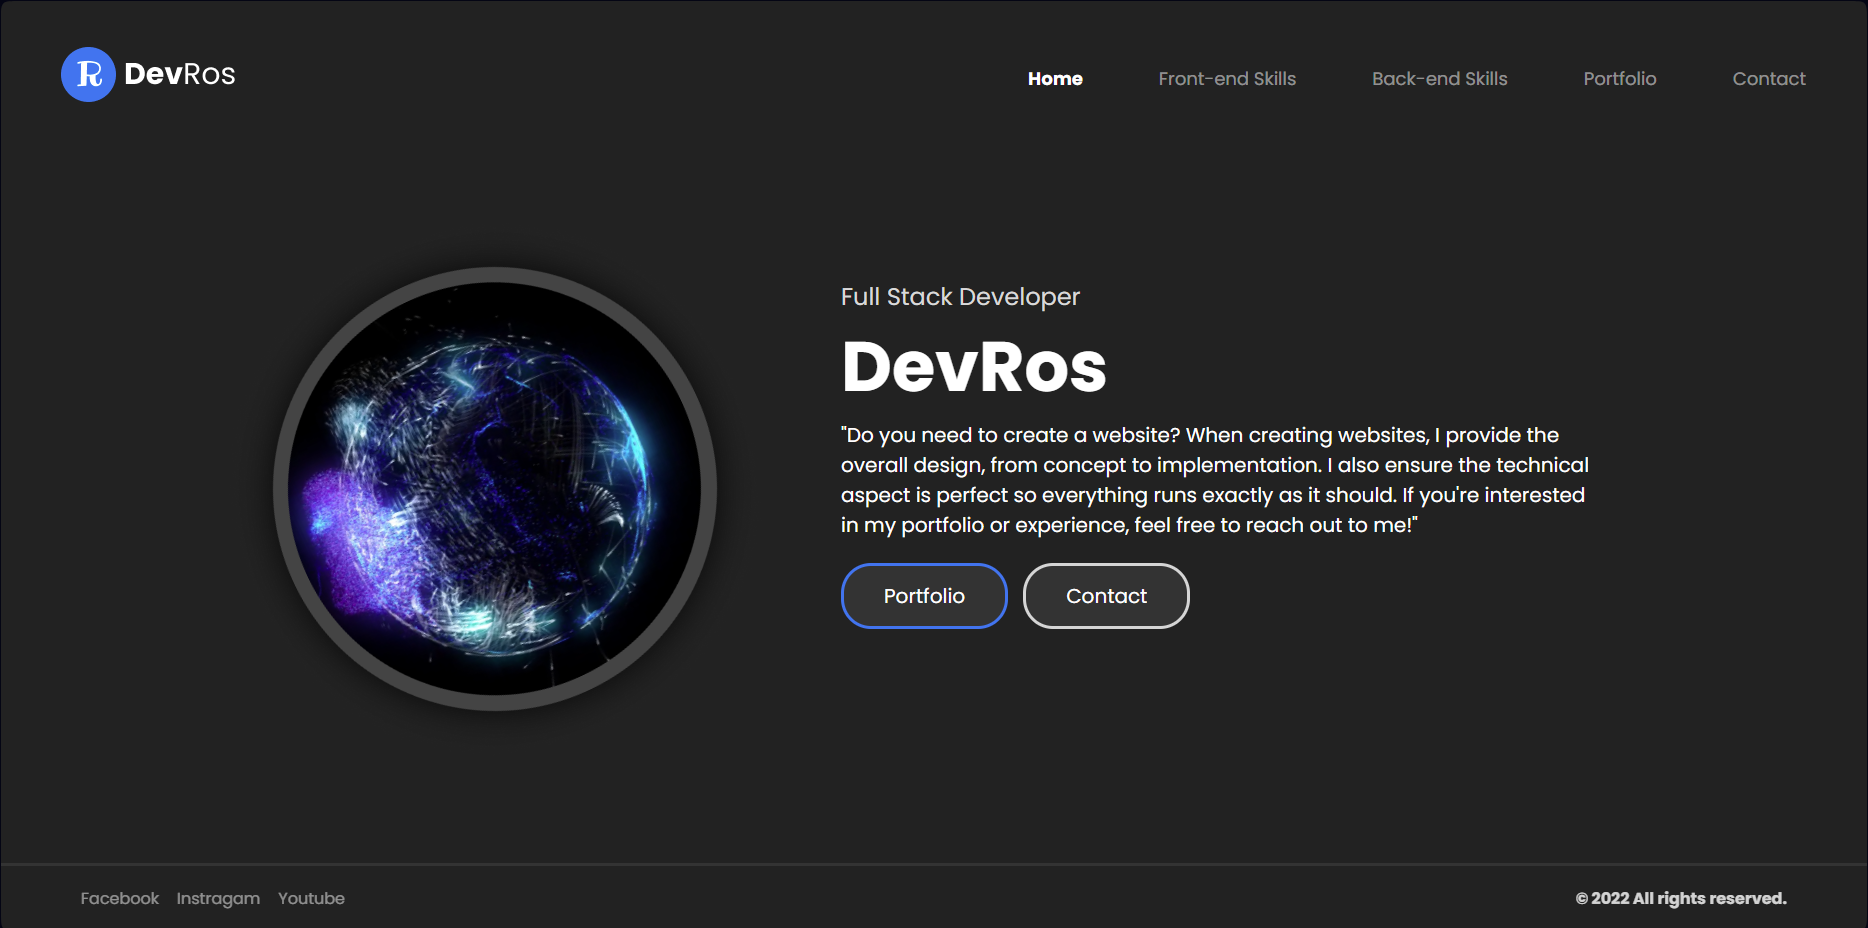 R DevRos
Home Front-end Skills Back-end Skills Portfolio Contact
Full Stack Developer
DevRos
"Do you need to create a website? When creating websites, I provide the
overall design, from concept to implementation. I also ensure the technical
aspect is perfect so everything runs exactly as it should. If you're interested
in my portfolio or experience, feel free to reach out to me!"
Portfolio Contact
Facebook Instragam Youtube
© 2022 All rights reserved.